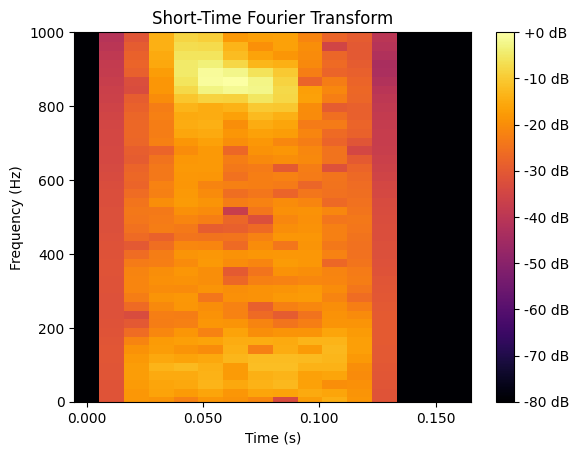 Short-Time Fourier Transform
1000
800
600
400
200
0
Frequency (Hz)
0.000
0.050
0.100
0.150
Time (s)
+0 dB
-10 dB
-20 dB
-30 dB
-40 dB
-50 dB
-60 dB
-70 dB
-80 dB